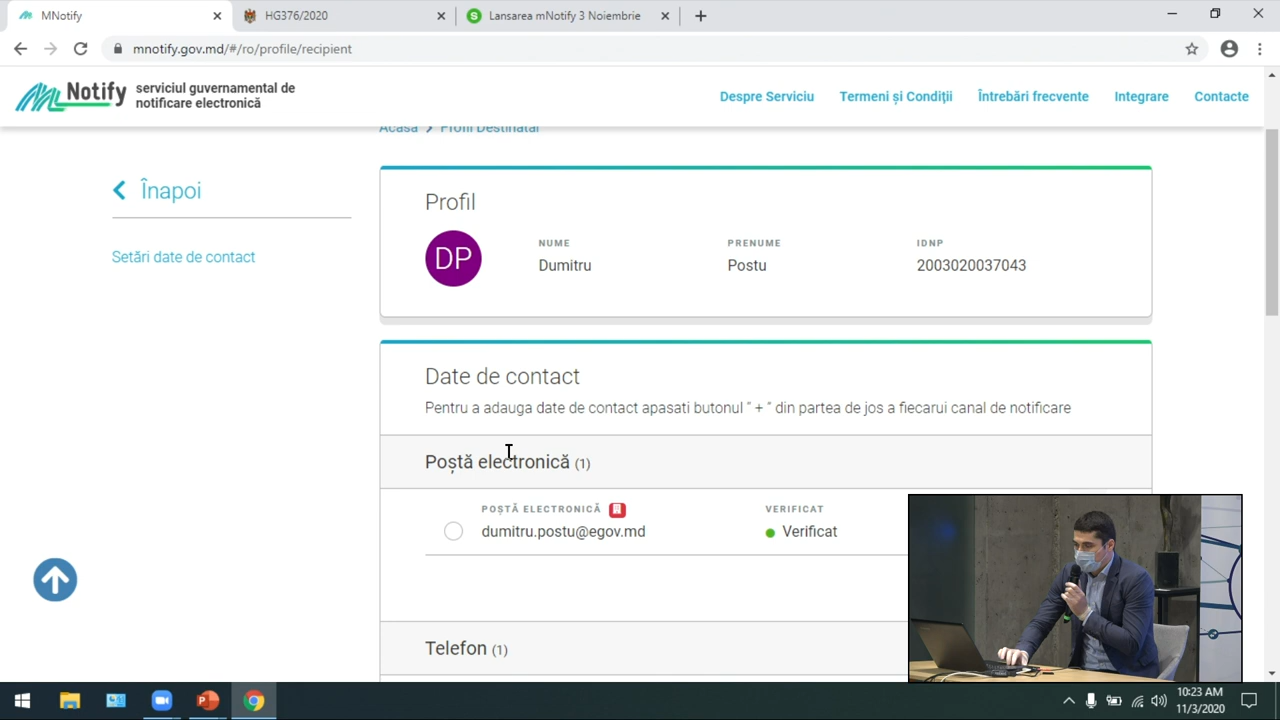 MNotify
HG376/2020
Lansarea mNotify 3 Noiembrie
mnotify.gov.md/#/ro/profile/recipient
Notify
serviciul guvernamental de
notificare electronică
Despre Serviciu
Termeni și Condiții
Întrebări frecvente
Integrare
Contacte
Acasă > Profil Destinatar
Înapoi
Setări date de contact
Profil
DP
NUME
PRENUME
IDNP
Dumitru
Postu
2003020037043
Date de contact
Pentru a adauga date de contact apasati butonul " + " din partea de jos a fiecarui canal de notificare
Poștă electronică (1)
POȘTĂ ELECTRONICĂ
VERIFICAT
dumitru.postu@egov.md
Verificat
Telefon (1)
10:23 AM
11/3/2020